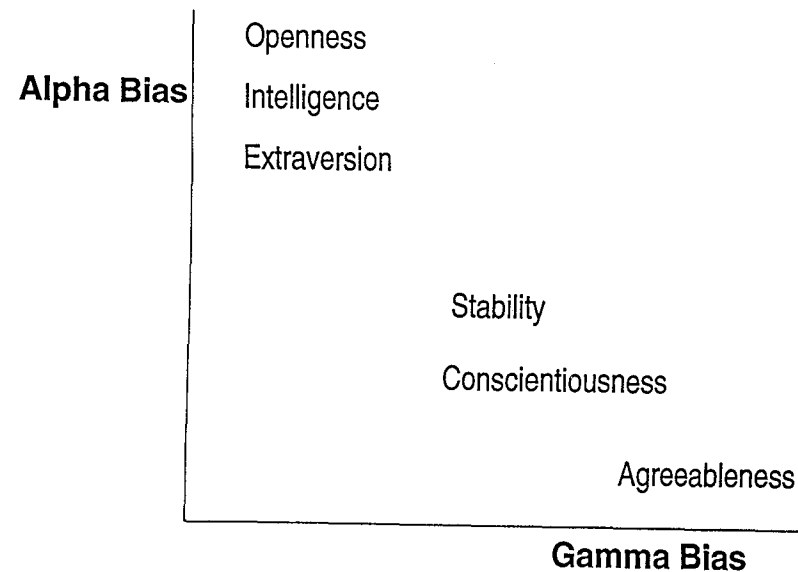 Openness
Alpha Bias
Intelligence
Extraversion
Stability
Conscientiousness
Agreeableness
Gamma Bias